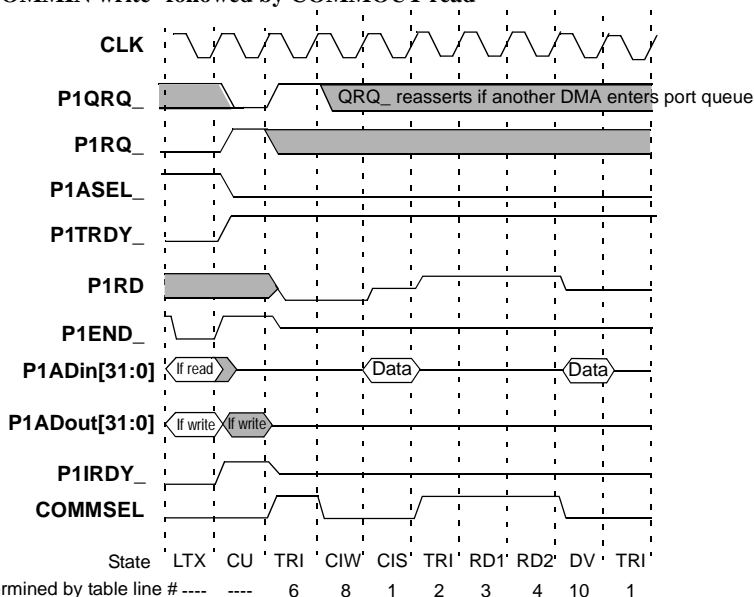 OMMIN write followed by COMMOUT read
CLK
P1QRQ_
QRQ_ reasserts if another DMA enters port queue
P1RQ_
P1ASEL_
P1TRDY_
P1RD
P1END_
P1ADin[31:0] If read Data Data
P1ADout[31:0] If write If write
P1IRDY_
COMMSEL
State LTX CU TRI CIW CIS TRI RD1 RD2 DV TRI
rmined by table line # ---- ---- 6 8 1 2 3 4 10 1